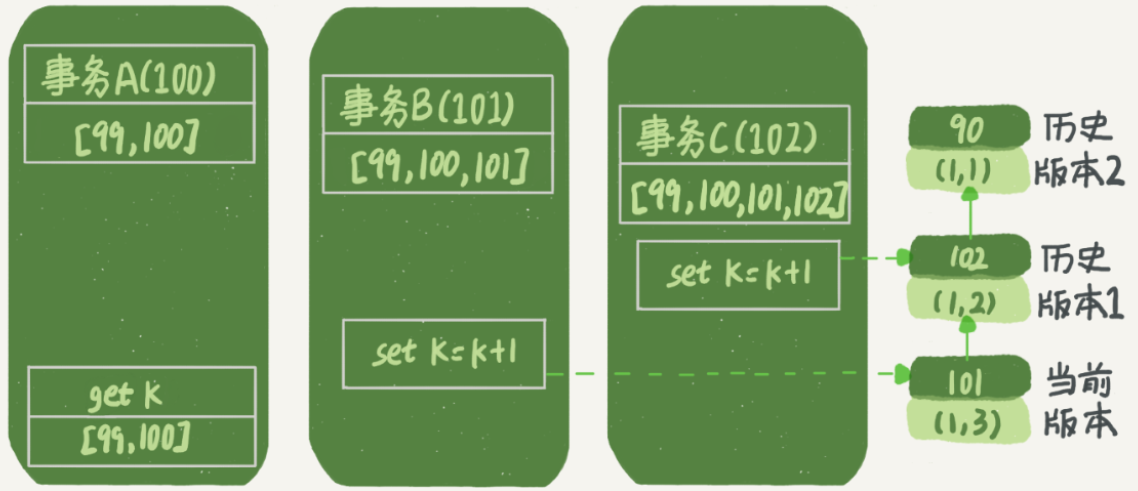 事务A(100)
[99,100]
get k
[99,100]
事务B(101)
[99,100,101]
set k=k+1
事务C(102)
[99,100,101,102]
set k=k+1
90
(1,1)
历史
版本2
102
(1,2)
历史
版本1
101
(1,3)
当前
版本